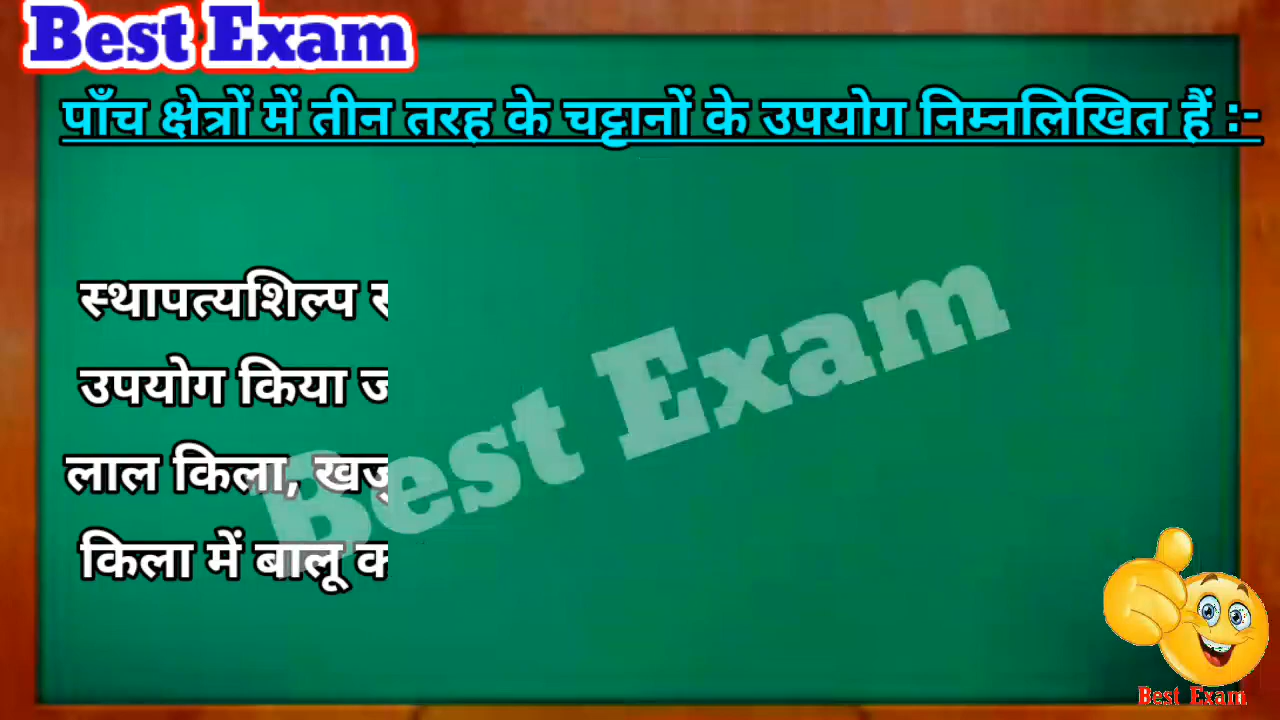 Best Exam
पाँच क्षेत्रों में तीन तरह के चट्टानों के उपयोग निम्नलिखित हैं :-
स्थापत्यशिल्प
उपयोग किया
लाल किला,
किला में बालू
Best Exam
Best Exam